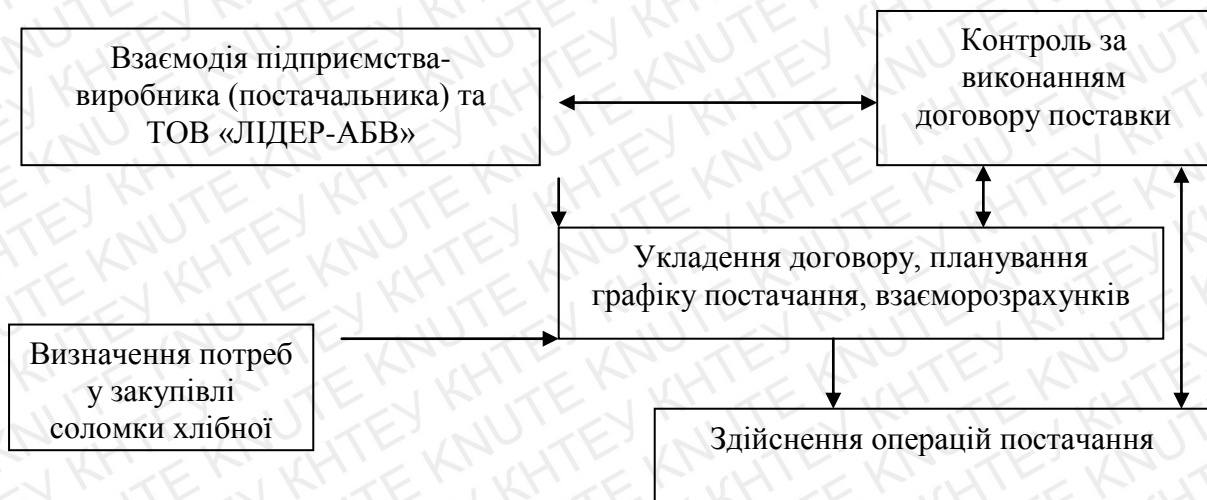 Взаємодія підприємства-
виробника (постачальника) та
ТОВ «ЛІДЕР-АБВ»
Контроль за
виконанням
договору поставки
Укладення договору, планування
графіку постачання, взаєморозрахунків
Визначення потреб
у закупівлі
соломки хлібної
Здійснення операцій постачання